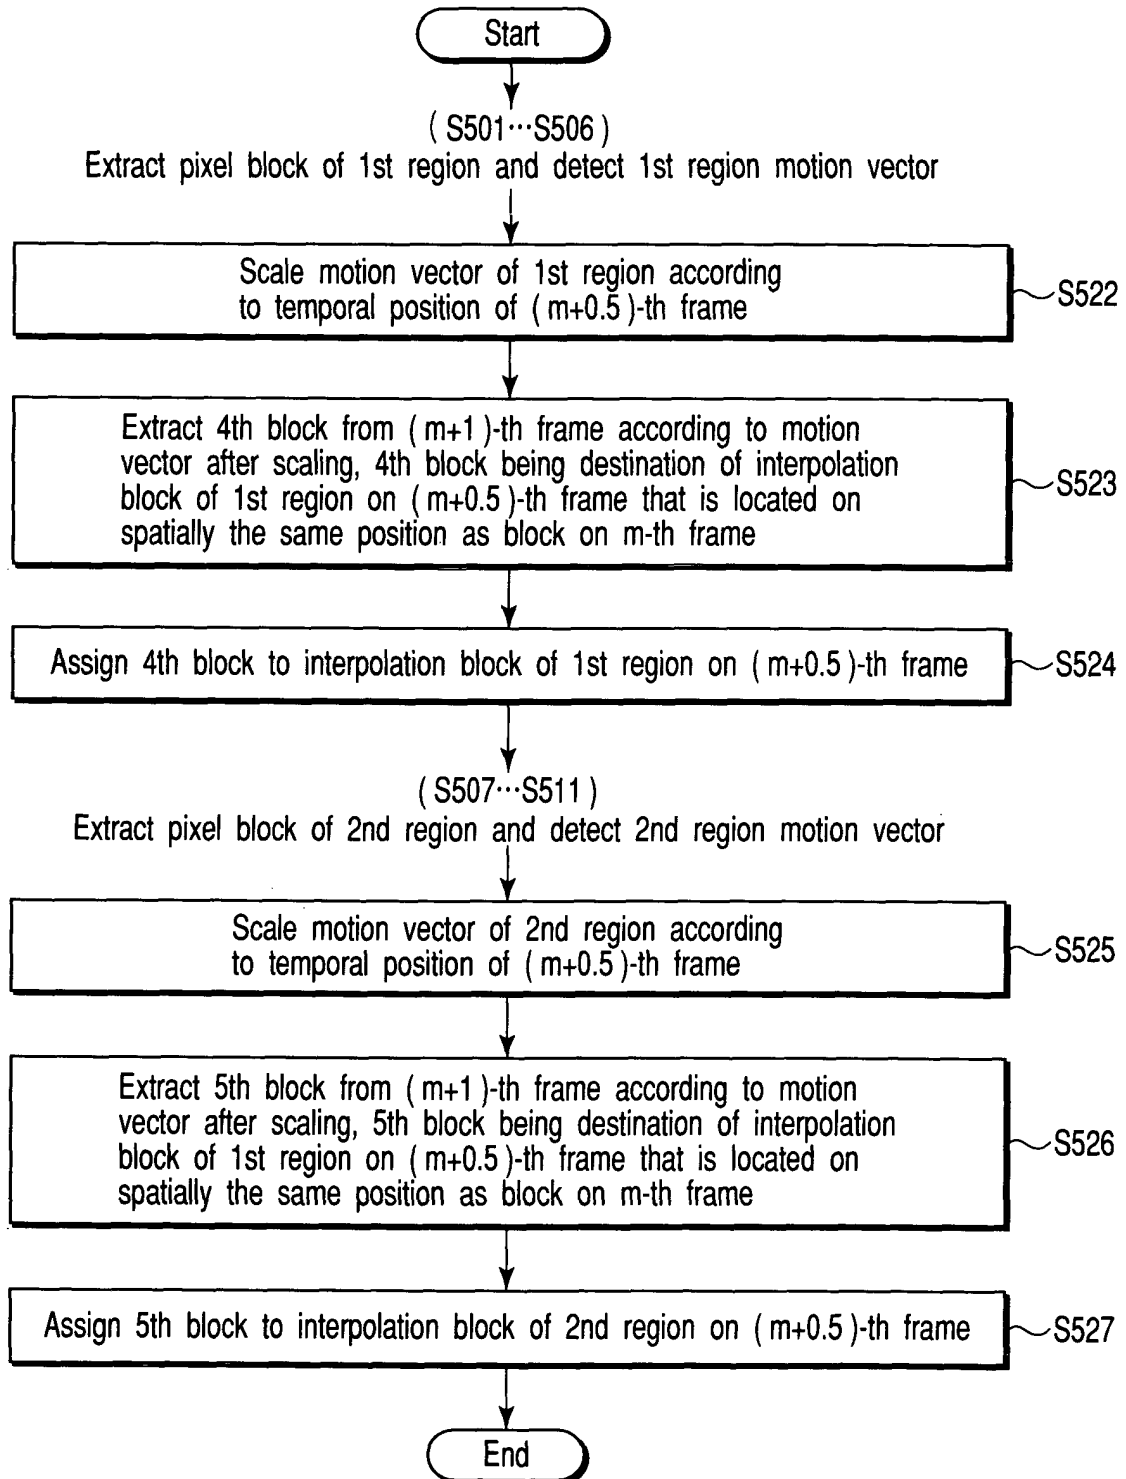 Start
( S501···S506 )
Extract pixel block of 1st region and detect 1st region motion vector
Scale motion vector of 1st region according
to temporal position of ( m+0.5 )-th frame
S522
Extract 4th block from ( m+1 )-th frame according to motion
vector after scaling, 4th block being destination of interpolation
block of 1st region on ( m+0.5 )-th frame that is located on
spatially the same position as block on m-th frame
S523
Assign 4th block to interpolation block of 1st region on ( m+0.5 )-th frame
S524
( S507···S511 )
Extract pixel block of 2nd region and detect 2nd region motion vector
Scale motion vector of 2nd region according
to temporal position of ( m+0.5 )-th frame
S525
Extract 5th block from ( m+1 )-th frame according to motion
vector after scaling, 5th block being destination of interpolation
block of 1st region on ( m+0.5 )-th frame that is located on
spatially the same position as block on m-th frame
S526
Assign 5th block to interpolation block of 2nd region on ( m+0.5 )-th frame
S527
End